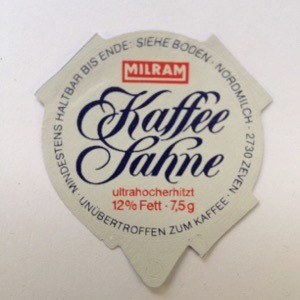 MILRAM
Kaffee
Sahne
ultrahocherhitzt
12% Fett · 7,5 g
MINDESTENS HALTBAR BIS ENDE: SIEHE BODEN · NORDMILCH · 2730 ZEVEN · UNÜBERTROFFEN ZUM KAFFEE ·